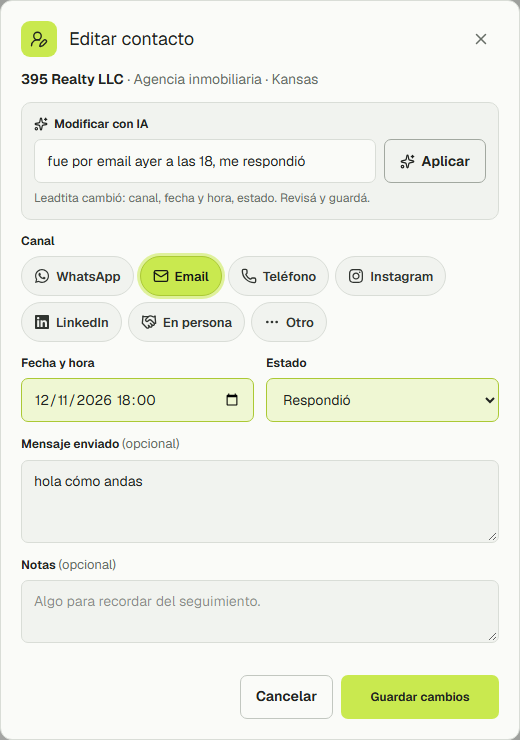 Editar contacto
395 Realty LLC · Agencia inmobiliaria · Kansas
Modificar con IA
fue por email ayer a las 18, me respondió
Aplicar
Leadtita cambió: canal, fecha y hora, estado. Revisá y guardá.
Canal
WhatsApp Email Teléfono Instagram
LinkedIn En persona Otro
Fecha y hora Estado
12/11/2026 18:00 Respondió
Mensaje enviado (opcional)
hola cómo andas
Notas (opcional)
Algo para recordar del seguimiento.
Cancelar Guardar cambios